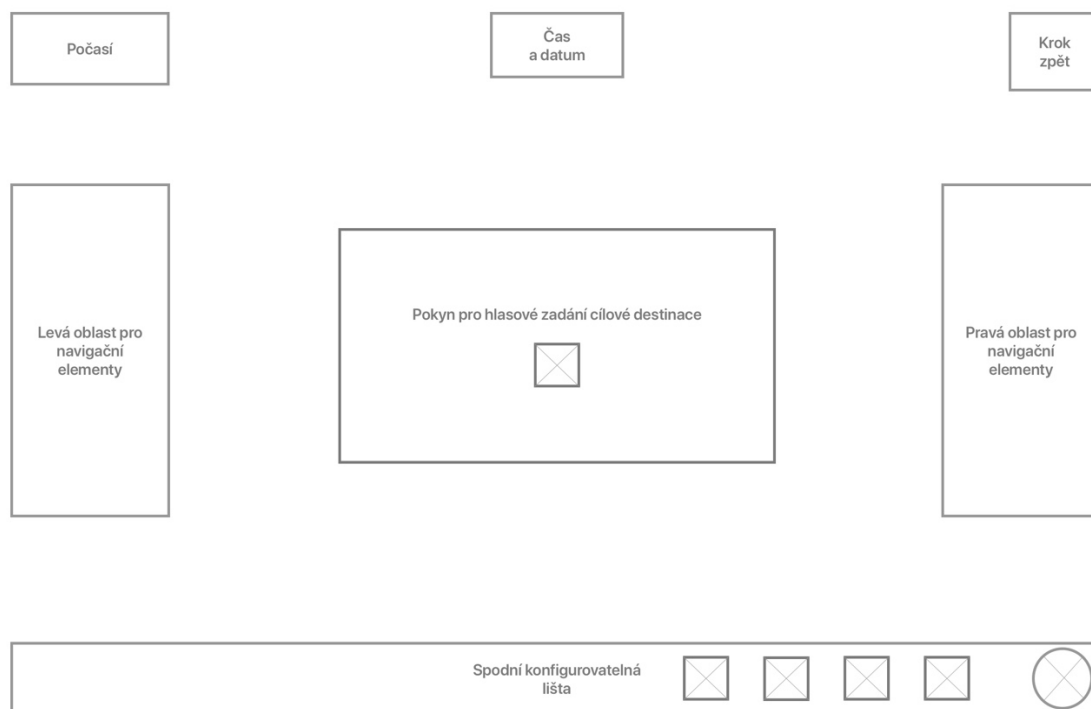 Počasí
Čas
a datum
Krok
zpět
Levá oblast pro
navigační
elementy
Pokyn pro hlasové zadání cílové destinace
Pravá oblast pro
navigační
elementy
Spodní konfigurovatelná
lišta